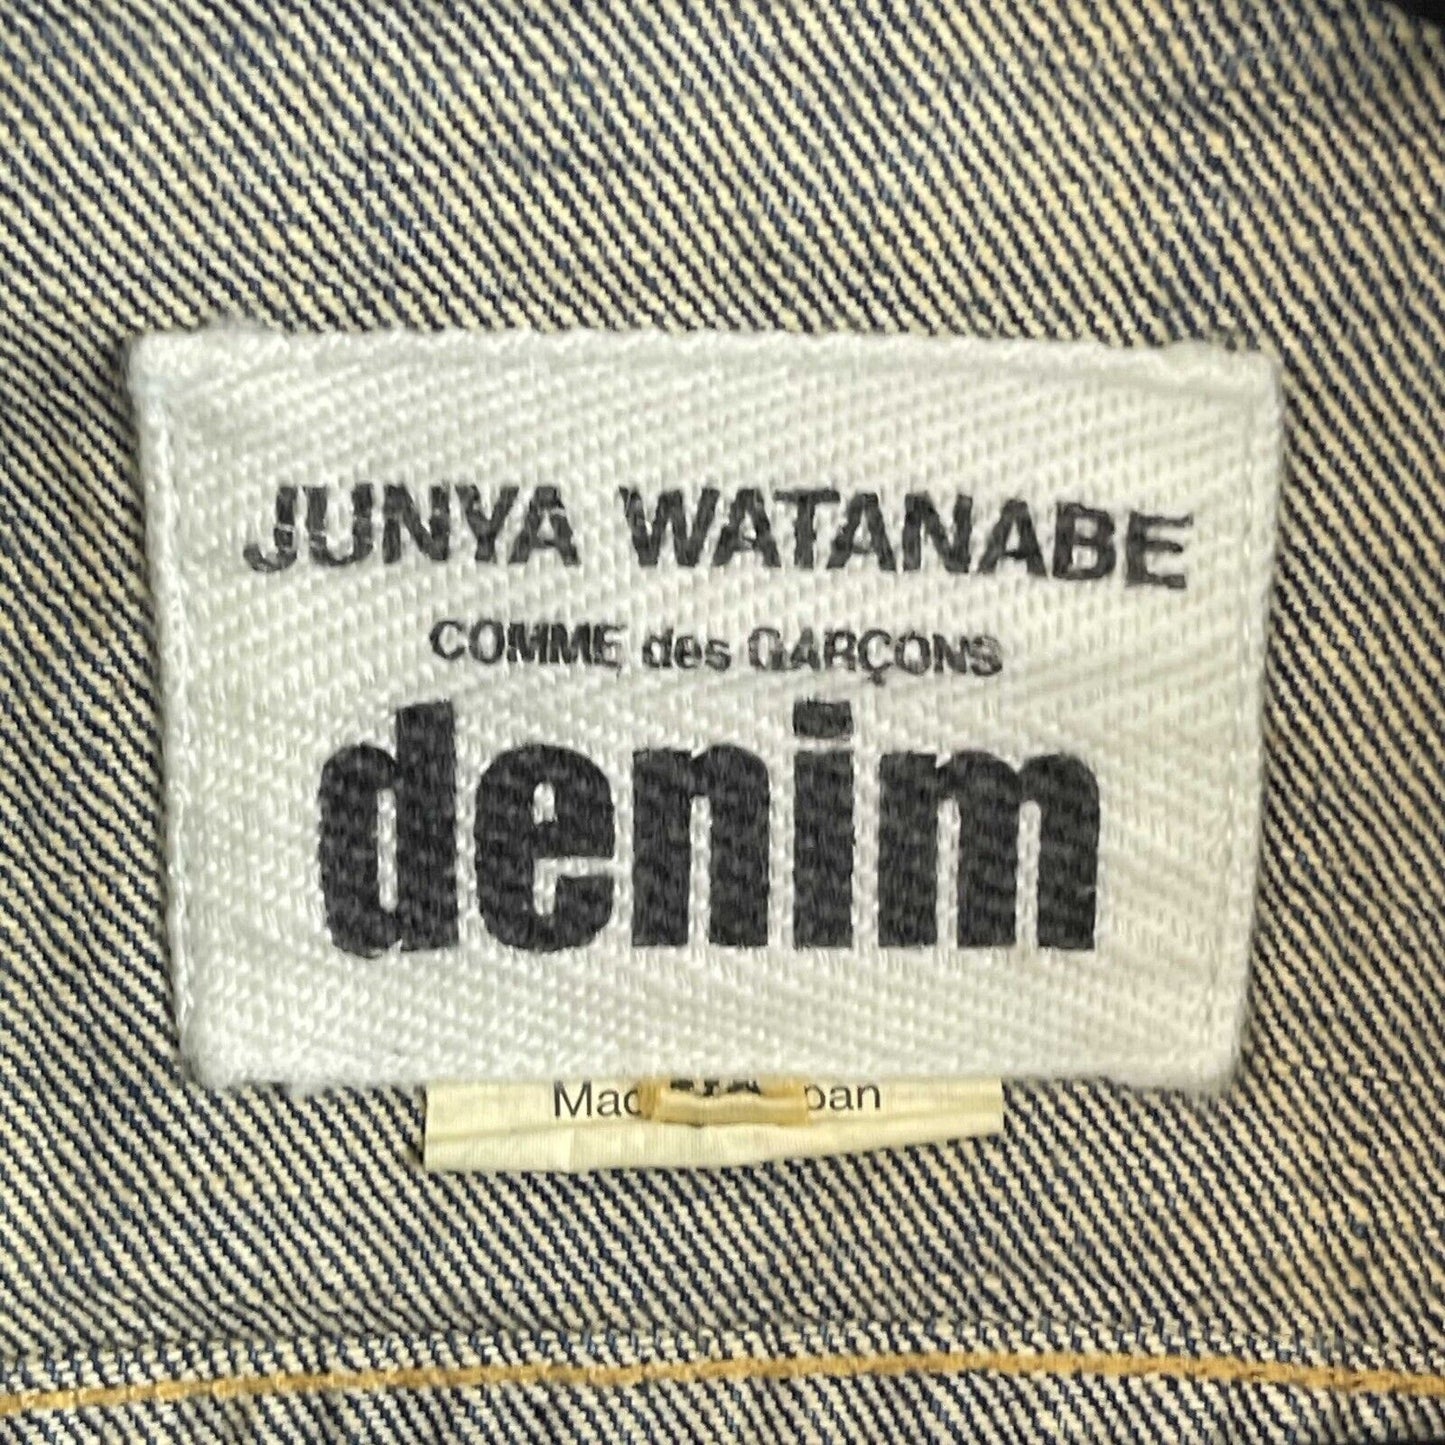 JUNYA WATANABE
COMME des GARÇONS
denim